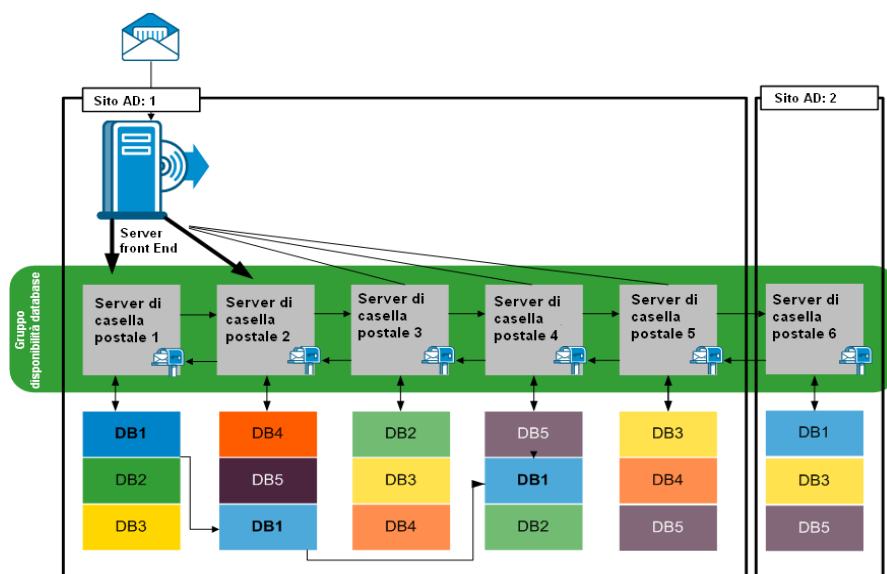 Sito AD: 1
Sito AD: 2
Server
front End
Gruppo
disponibilità database
Server di
casella
postale 1
Server di
casella
postale 2
Server di
casella
postale 3
Server di
casella
postale 4
Server di
casella
postale 5
Server di
casella
postale 6
DB1
DB2
DB3
DB4
DB5
DB1
DB2
DB3
DB4
DB5
DB1
DB2
DB3
DB4
DB5
DB1
DB3
DB5